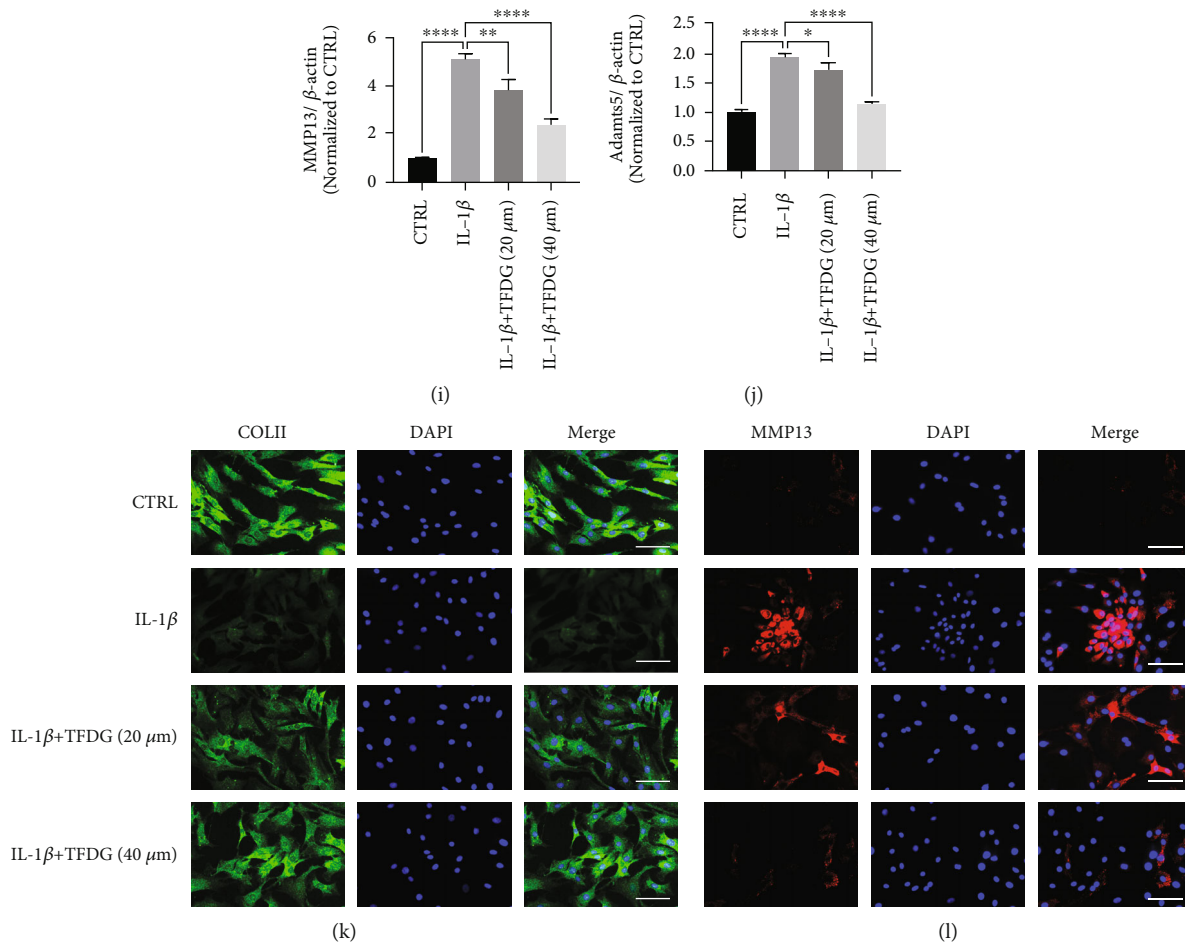 MMP13/ β-actin
(Normalized to CTRL)
6
4
2
0
****
****
**
CTRL
IL–1β
IL–1β+TFDG (20 μm)
IL–1β+TFDG (40 μm)
(i)
Adamts5/ β-actin
(Normalized to CTRL)
2.5
2.0
1.5
1.0
0.5
0.0
****
****
*
CTRL
IL–1β
IL–1β+TFDG (20 μm)
IL–1β+TFDG (40 μm)
(j)
COLII DAPI Merge MMP13 DAPI Merge
CTRL
IL-1β
IL-1β+TFDG (20 μm)
IL-1β+TFDG (40 μm)
(k) (l)